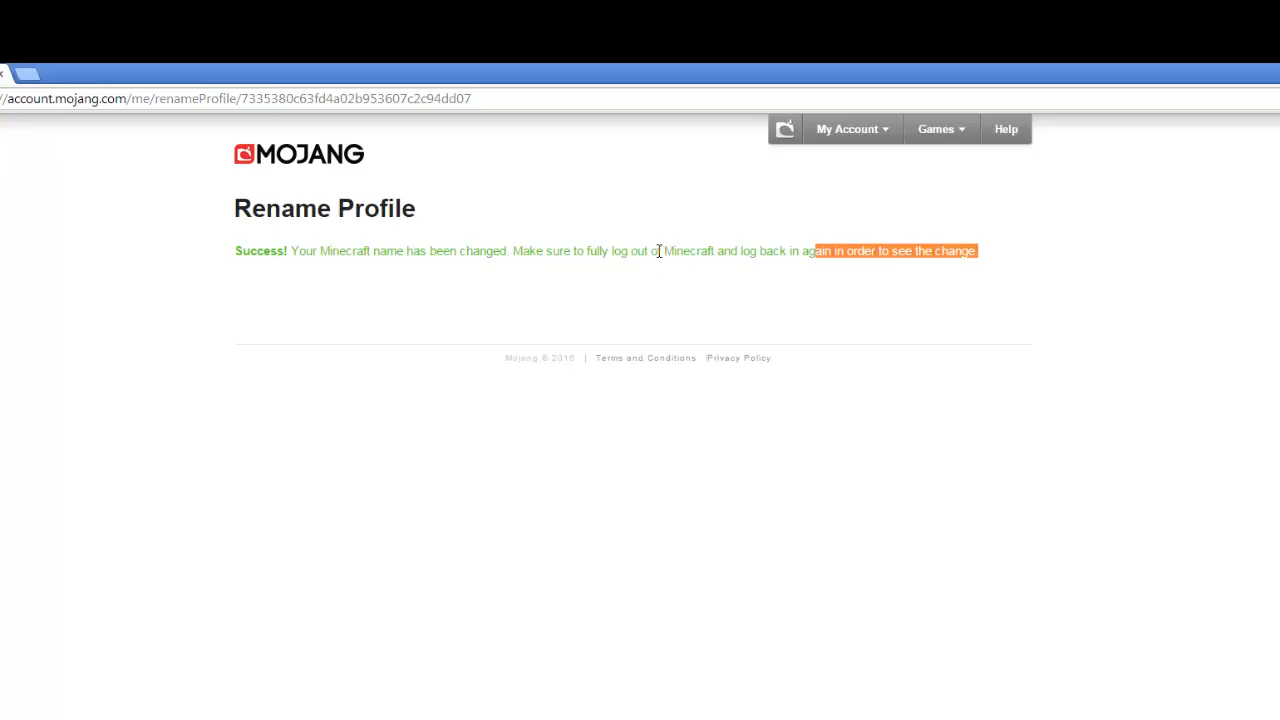 //account.mojang.com/me/renameProfile/7335380c63fd4a02b953607c2c94dd07
My Account Games Help
MOJANG
Rename Profile
Success! Your Minecraft name has been changed. Make sure to fully log out of Minecraft and log back in again in order to see the change.
Mojang © 2016 | Terms and Conditions |Privacy Policy